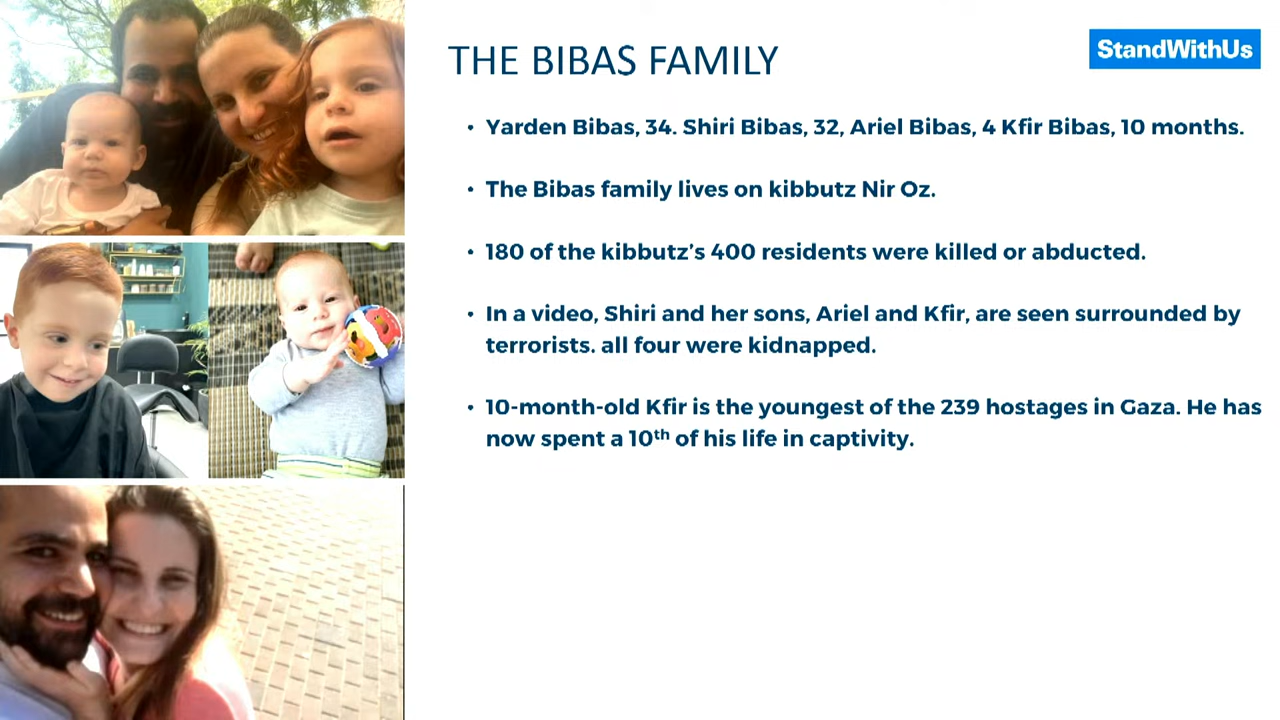 THE BIBAS FAMILY
StandWithUs
• Yarden Bibas, 34. Shiri Bibas, 32, Ariel Bibas, 4 Kfir Bibas, 10 months.
• The Bibas family lives on kibbutz Nir Oz.
• 180 of the kibbutz’s 400 residents were killed or abducted.
• In a video, Shiri and her sons, Ariel and Kfir, are seen surrounded by
terrorists. all four were kidnapped.
• 10-month-old Kfir is the youngest of the 239 hostages in Gaza. He has
now spent a 10th of his life in captivity.